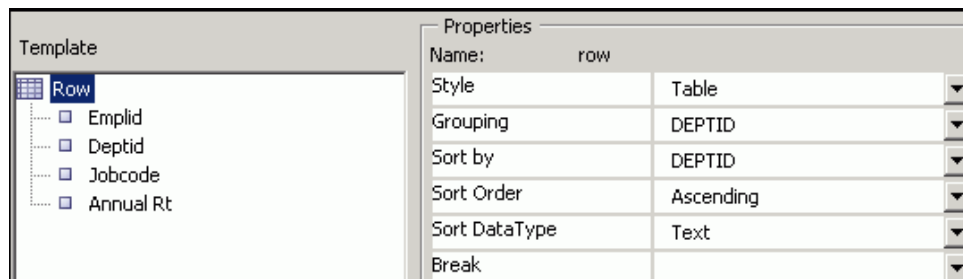 Template
Row
Emplid
Deptid
Jobcode
Annual Rt
Properties
Name: row
Style Table
Grouping DEPTID
Sort by DEPTID
Sort Order Ascending
Sort DataType Text
Break